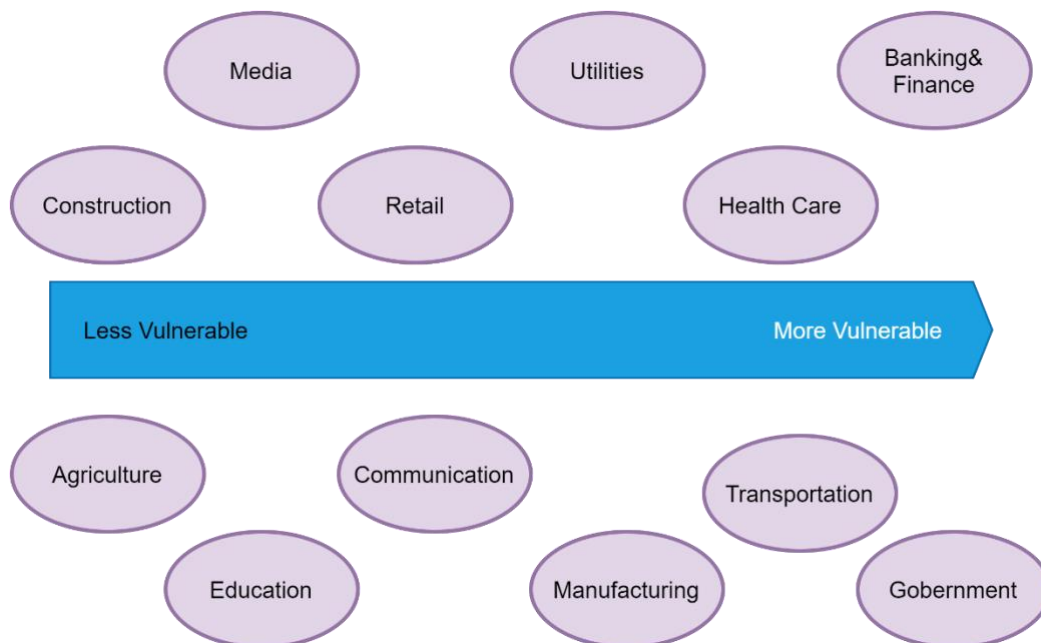 Media
Utilities
Banking&
Finance
Construction
Retail
Health Care
Less Vulnerable
More Vulnerable
Agriculture
Communication
Transportation
Education
Manufacturing
Gobernment